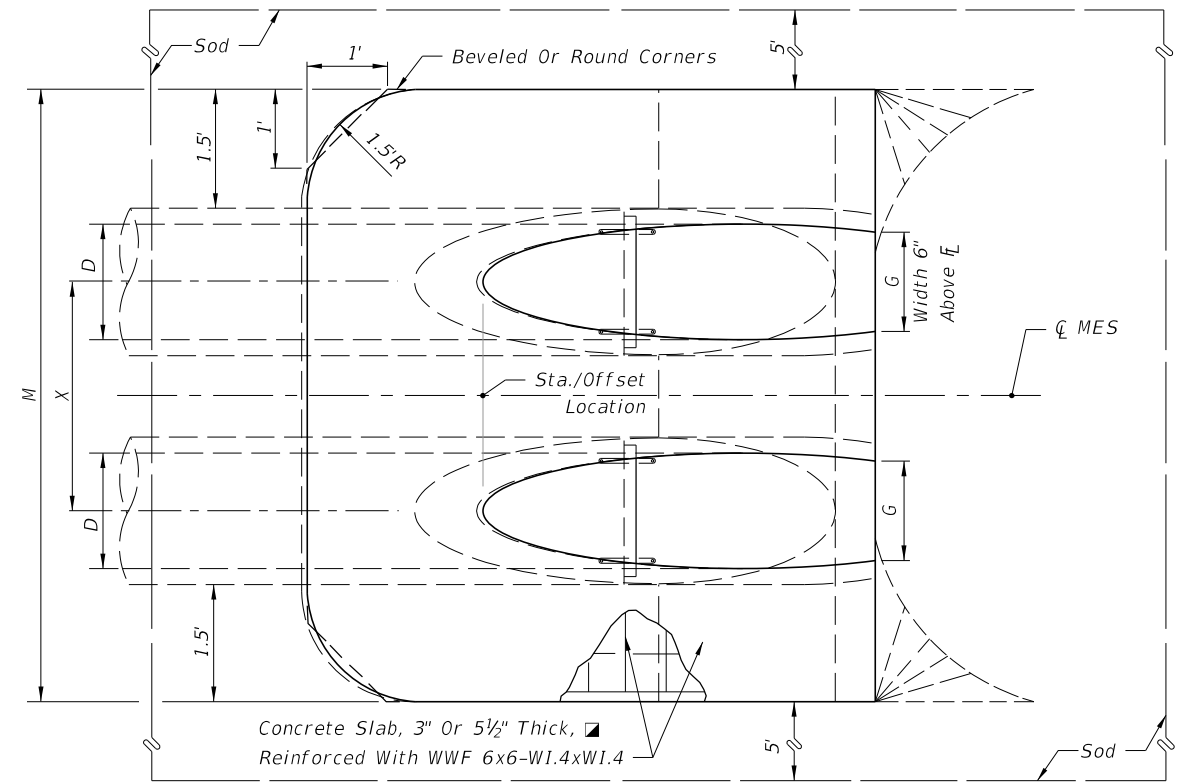 Sod
1'
Beveled Or Round Corners
5'
1'
1.5'
1.5'R
D
G
Width 6"
Above FL
℄ MES
M
X
Sta./Offset
Location
D
G
1.5'
Concrete Slab, 3" Or 5½" Thick,
Reinforced With WWF 6x6-W1.4xW1.4
5'
Sod